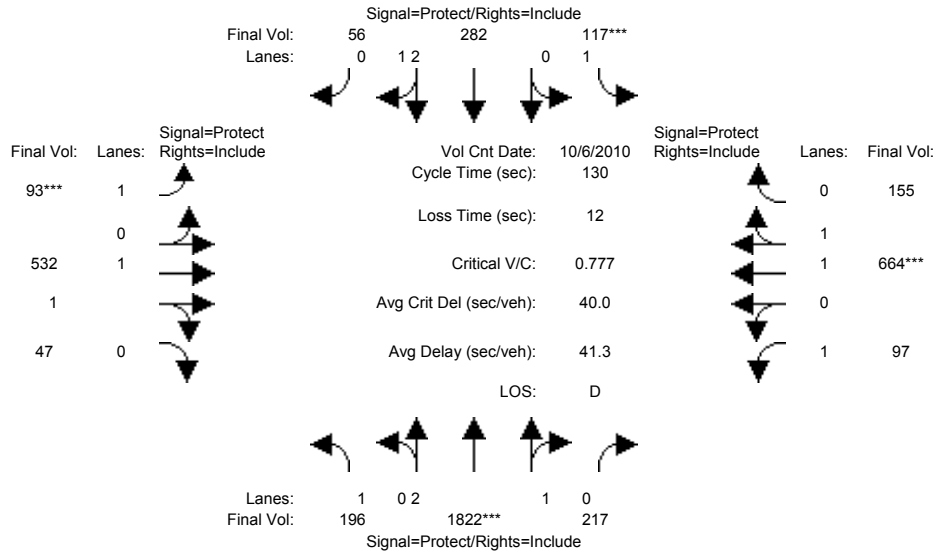 Signal=Protect/Rights=Include
Final Vol: 56 282 117***
Lanes: 0 1 2 0 1
Signal=Protect Signal=Protect
Final Vol: Lanes: Rights=Include Vol Cnt Date: 10/6/2010 Rights=Include Lanes: Final Vol:
Cycle Time (sec): 130
93*** 1 0 155
Loss Time (sec): 12
0 1
532 1 Critical V/C: 0.777 1 664***
1 Avg Crit Del (sec/veh): 40.0 0
47 0 Avg Delay (sec/veh): 41.3 1 97
LOS: D
Lanes: 1 0 2 1 0
Final Vol: 196 1822*** 217
Signal=Protect/Rights=Include